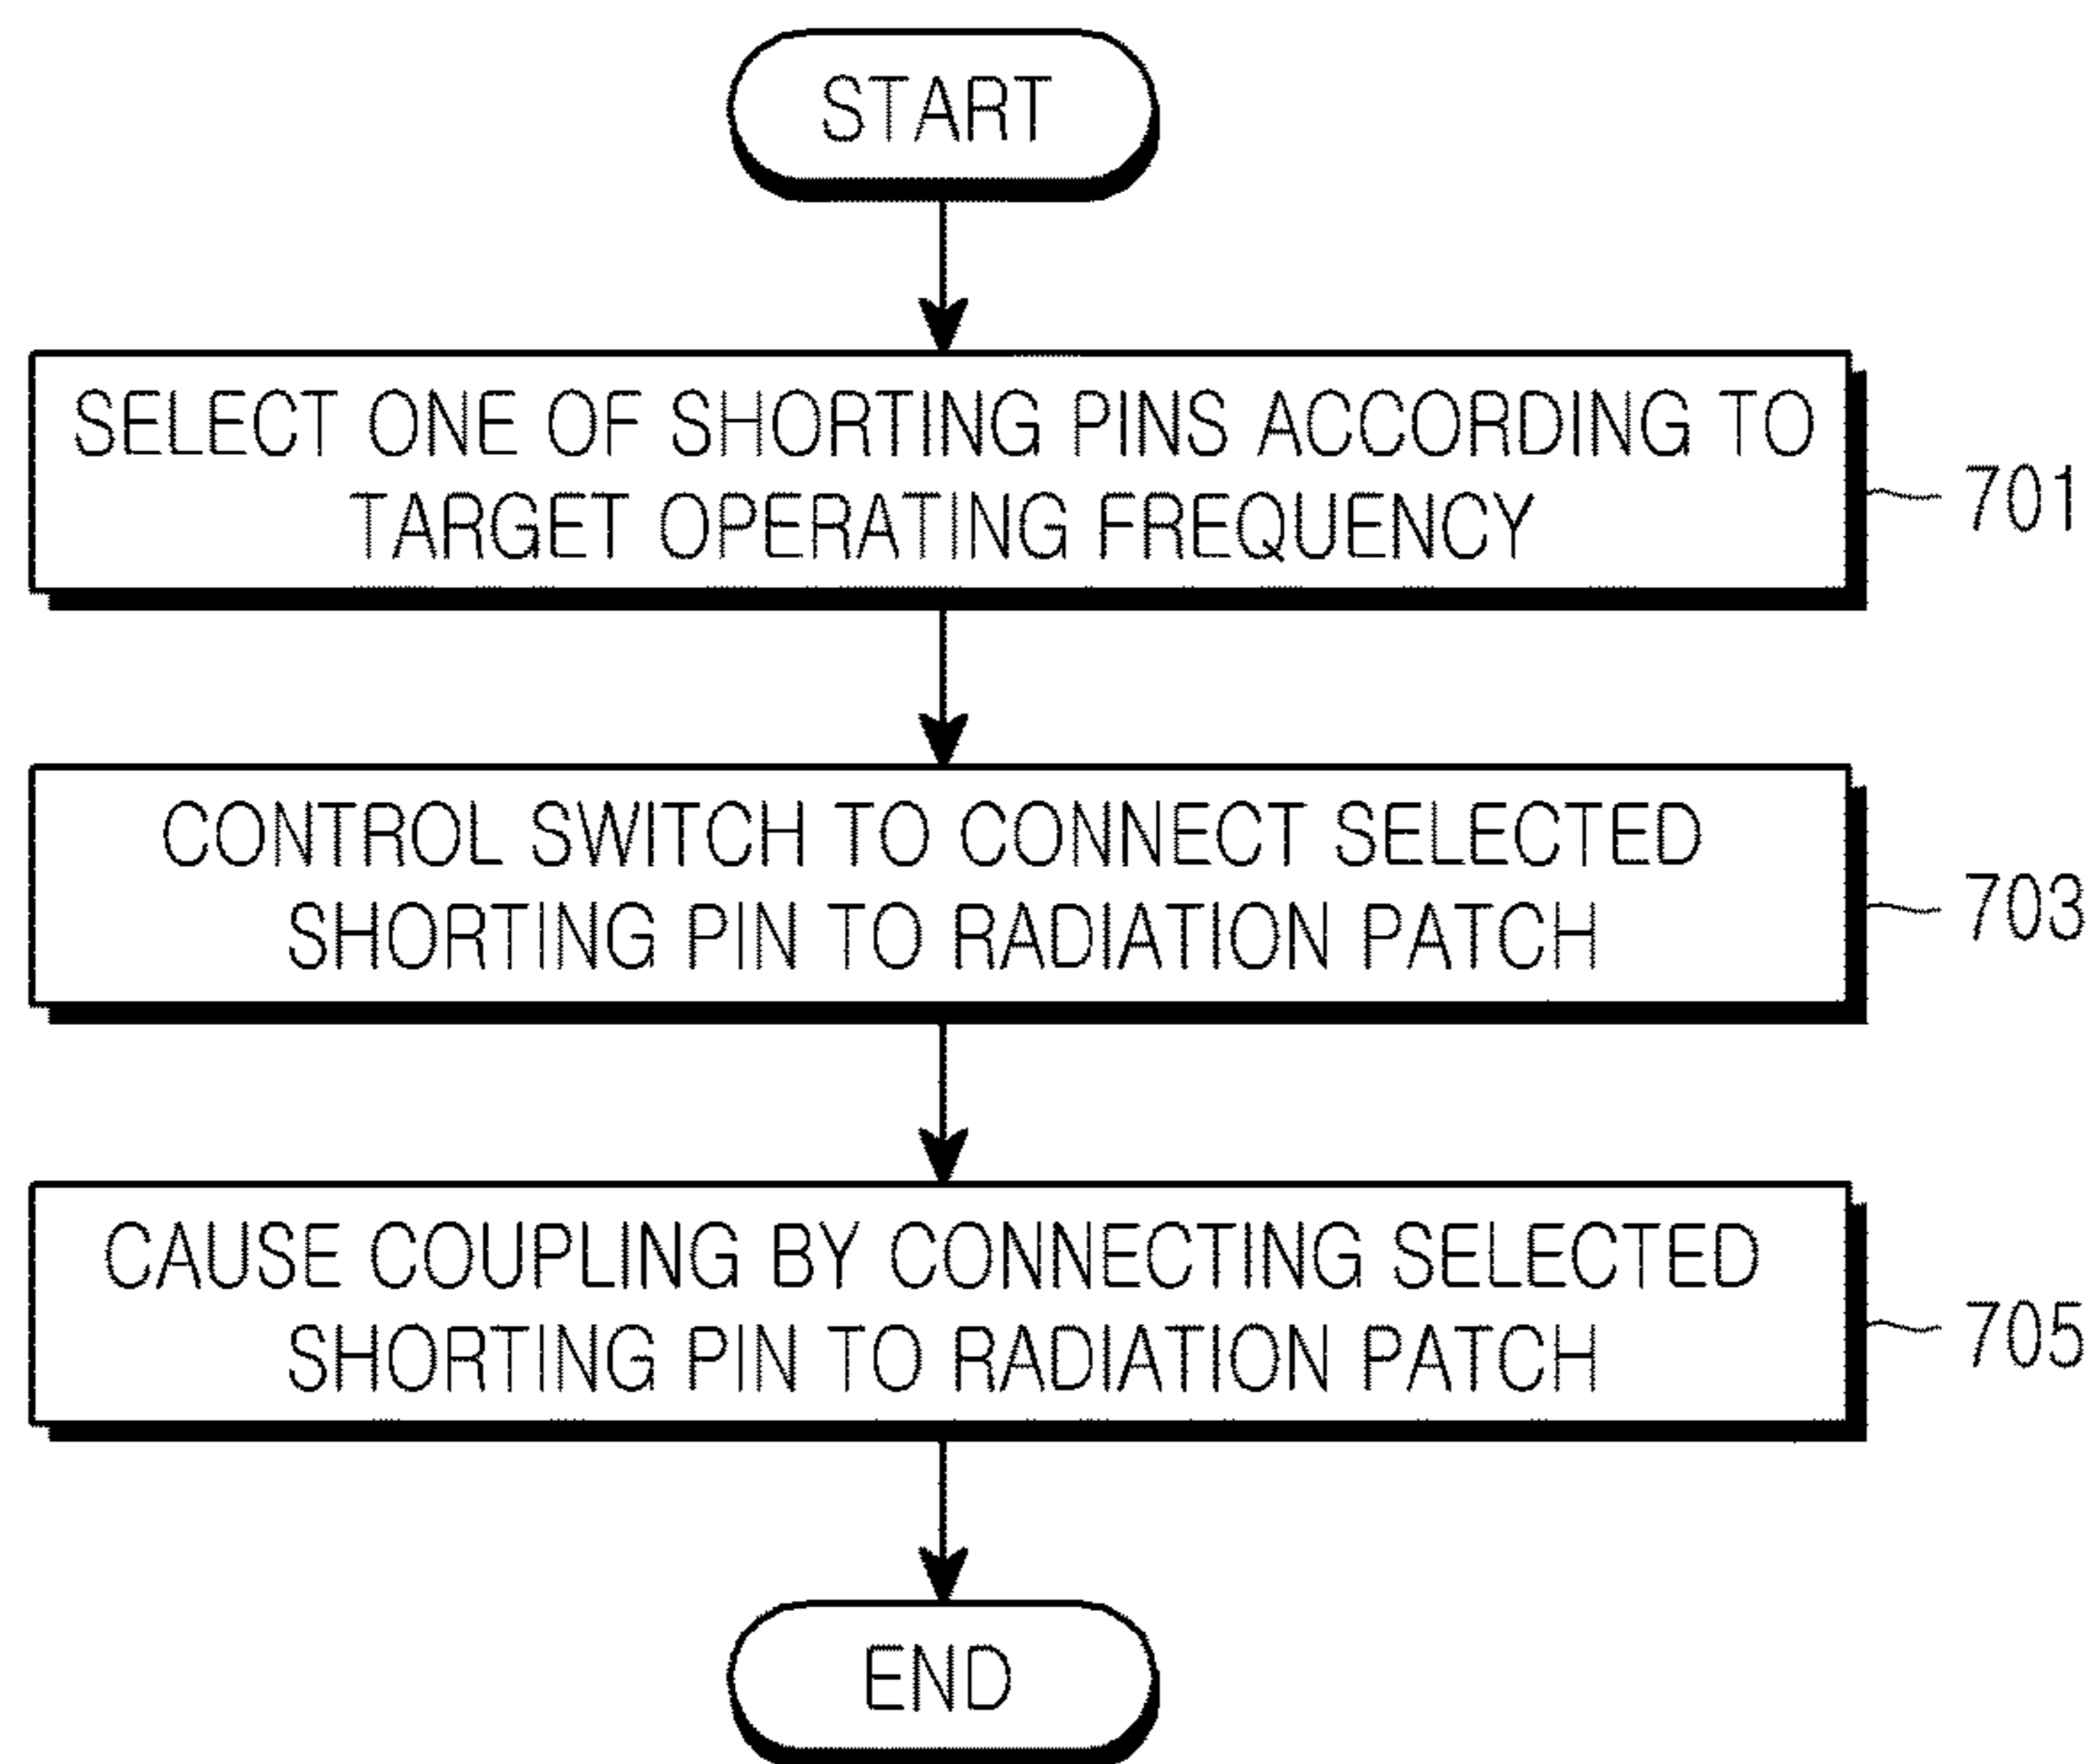 START
SELECT ONE OF SHORTING PINS ACCORDING TO
TARGET OPERATING FREQUENCY
701
CONTROL SWITCH TO CONNECT SELECTED
SHORTING PIN TO RADIATION PATCH
703
CAUSE COUPLING BY CONNECTING SELECTED
SHORTING PIN TO RADIATION PATCH
705
END